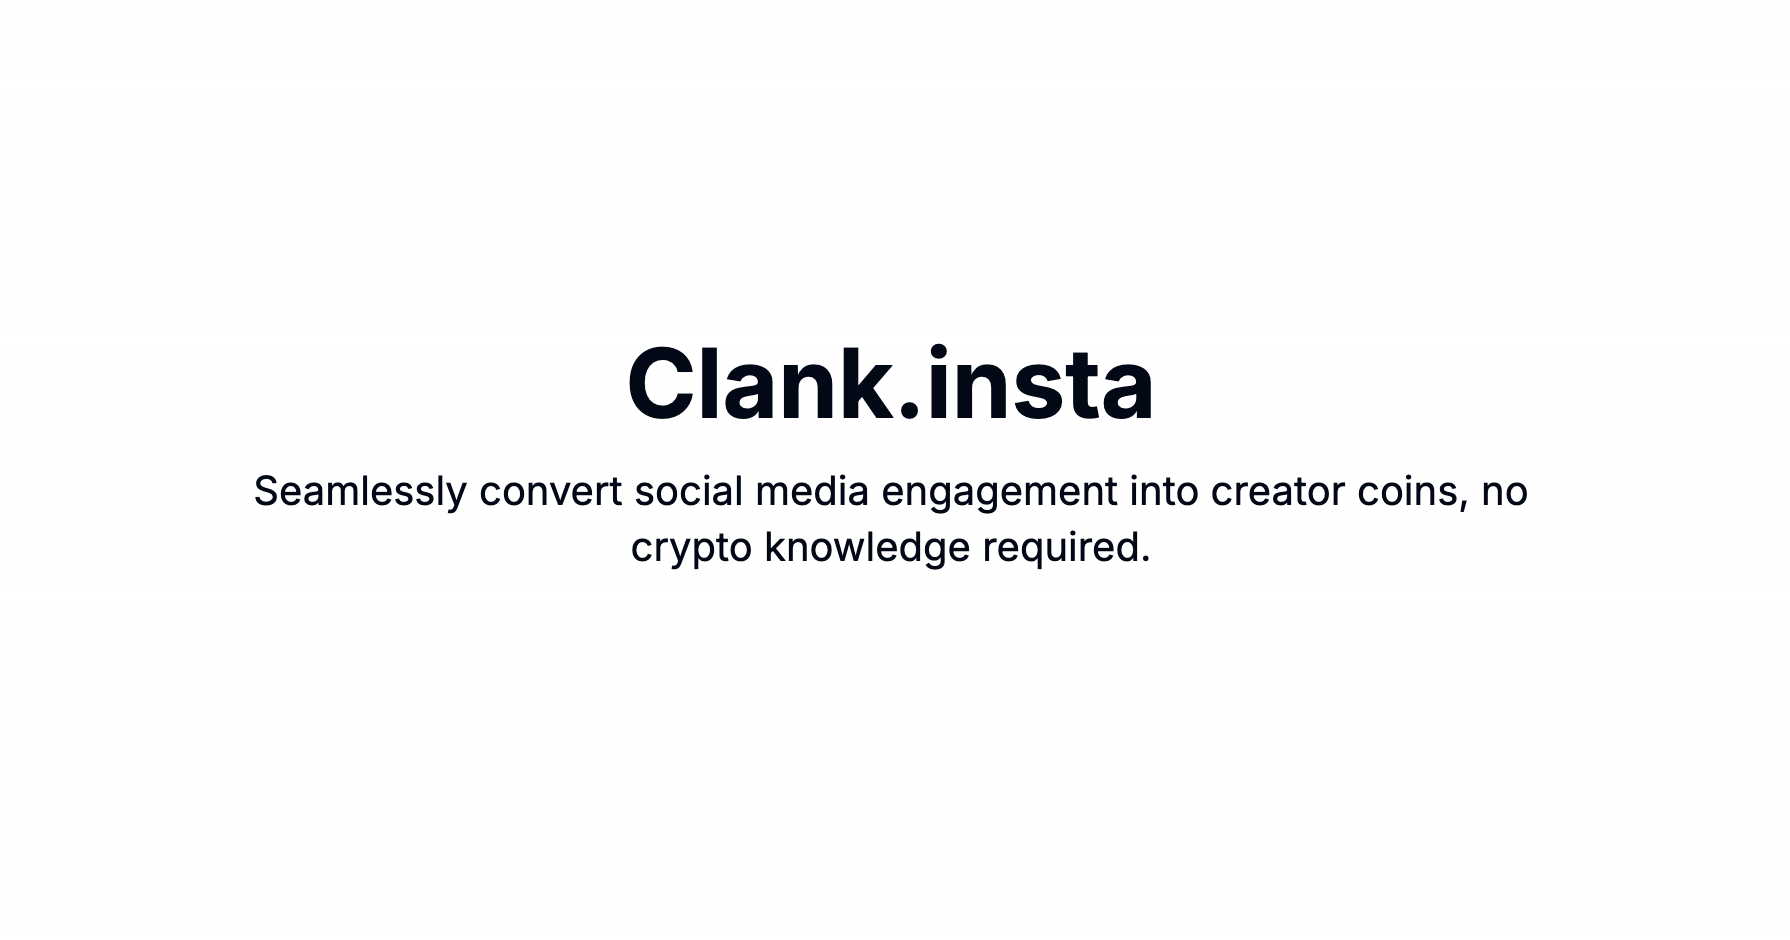 Clank.insta
Seamlessly convert social media engagement into creator coins, no
crypto knowledge required.